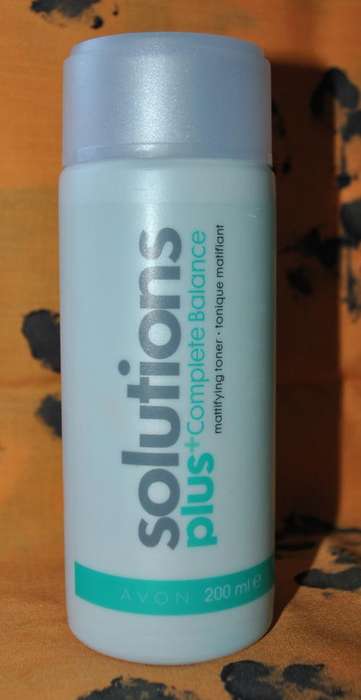 solutions
plus+Complete Balance
mattifying toner · tonique matifiant
AVON 200 ml e